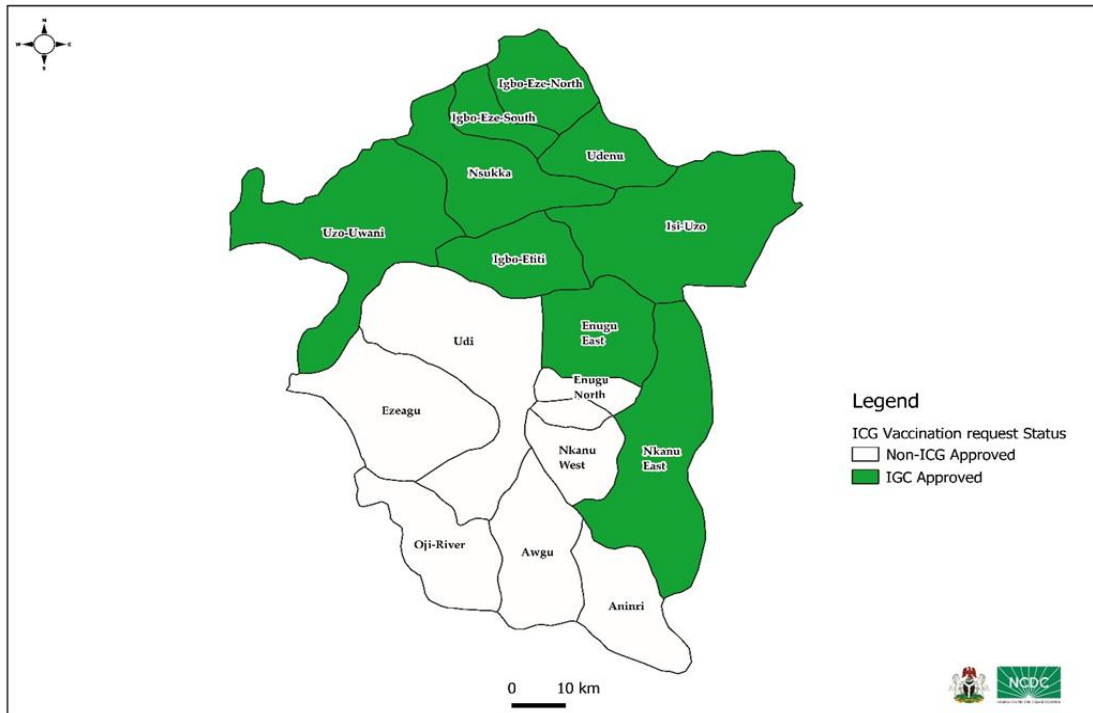 N
W
E
S
Igbo-Eze-North
Igbo-Eze-South
Udenu
Nsukka
Uzo-Uwani
Isi-Uzo
Igbo-Etiti
Udi
Enugu
East
Enugu
North
Ezeagu
Nkanu
West
Nkanu
East
Oji-River
Awgu
Aninri
Legend
ICG Vaccination request Status
Non-ICG Approved
IGC Approved
0 10 km
NCDC